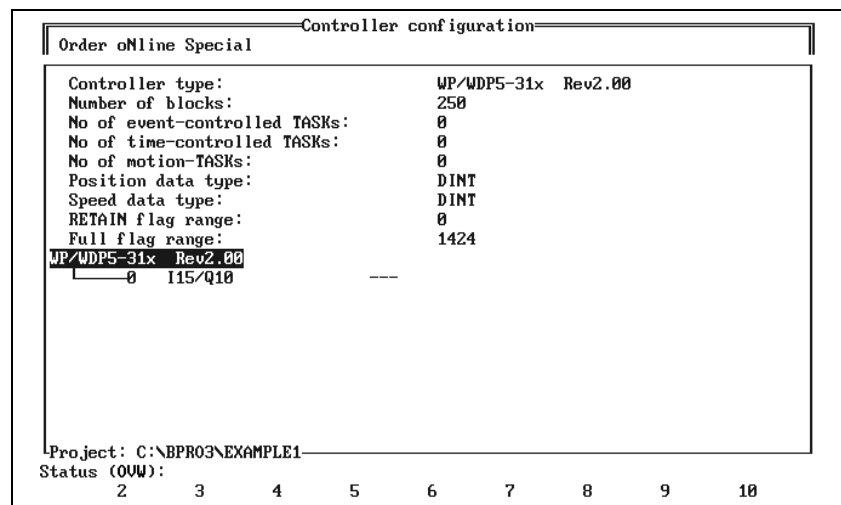 Controller configuration
Order oNline Special
Controller type: WP/WDP5-31x Rev2.00
Number of blocks: 250
No of event-controlled TASKs: 0
No of time-controlled TASKs: 0
No of motion-TASKs: 0
Position data type: DINT
Speed data type: DINT
RETAIN flag range: 0
Full flag range: 1424
WP/WDP5-31x Rev2.00
0 I15/Q10 ---
Project: C:\BPRO3\EXAMPLE1
Status (OVW):
2 3 4 5 6 7 8 9 10